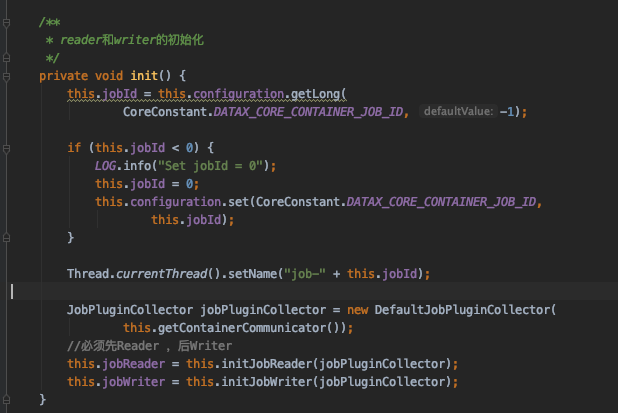 /**
 * reader和writer的初始化
 */
private void init() {
    this.jobId = this.configuration.getLong(
            CoreConstant.DATAX_CORE_CONTAINER_JOB_ID, defaultValue: -1);

    if (this.jobId < 0) {
        LOG.info("Set jobId = 0");
        this.jobId = 0;
        this.configuration.set(CoreConstant.DATAX_CORE_CONTAINER_JOB_ID,
                this.jobId);
    }

    Thread.currentThread().setName("job-" + this.jobId);

    JobPluginCollector jobPluginCollector = new DefaultJobPluginCollector(
            this.getContainerCommunicator());
    //必须先Reader ，后Writer
    this.jobReader = this.initJobReader(jobPluginCollector);
    this.jobWriter = this.initJobWriter(jobPluginCollector);
}